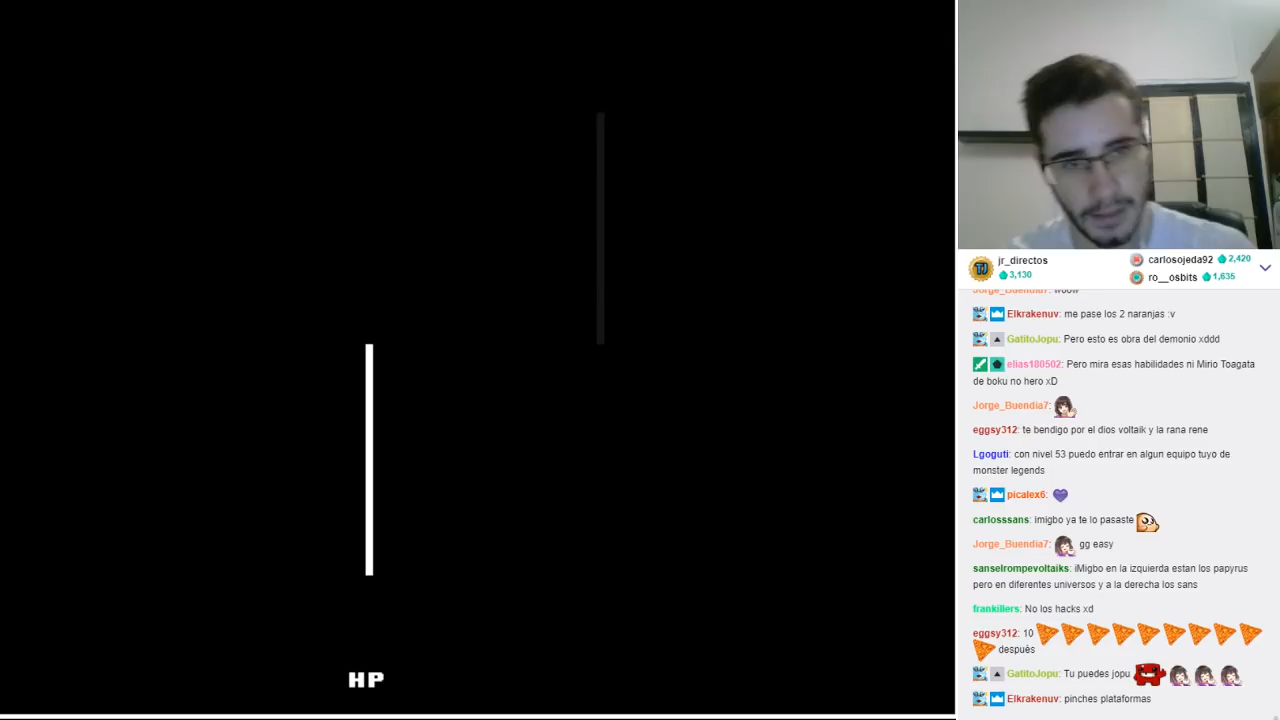 HP
jr_directos
3,130
carlosojeda92 2,420
ro__osbits 1,635
Jorge_Buendia7: woow
Elkrakenuv: me pase los 2 naranjas :v
GatitoJopu: Pero esto es obra del demonio xddd
elias180502: Pero mira esas habilidades ni Mirio Toagata
de boku no hero xD
Jorge_Buendia7:
eggsy312: te bendigo por el dios voltaik y la rana rene
Lgoguti: con nivel 53 puedo entrar en algun equipo tuyo de
monster legends
picalex6:
carlosssans: imigbo ya te lo pasaste
Jorge_Buendia7: gg easy
sanselrompevoltaiks: iMigbo en la izquierda estan los papyrus
pero en diferentes universos y a la derecha los sans
frankillers: No los hacks xd
eggsy312: 10
despuès
GatitoJopu: Tu puedes jopu
Elkrakenuv: pinches plataformas